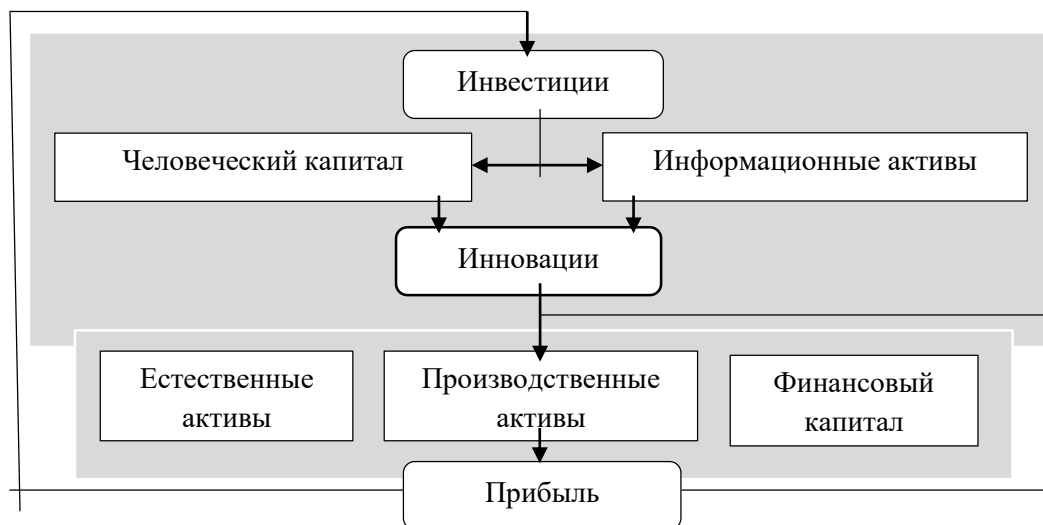 Инвестиции
Человеческий капитал
Информационные активы
Инновации
Естественные
активы
Производственные
активы
Финансовый
капитал
Прибыль